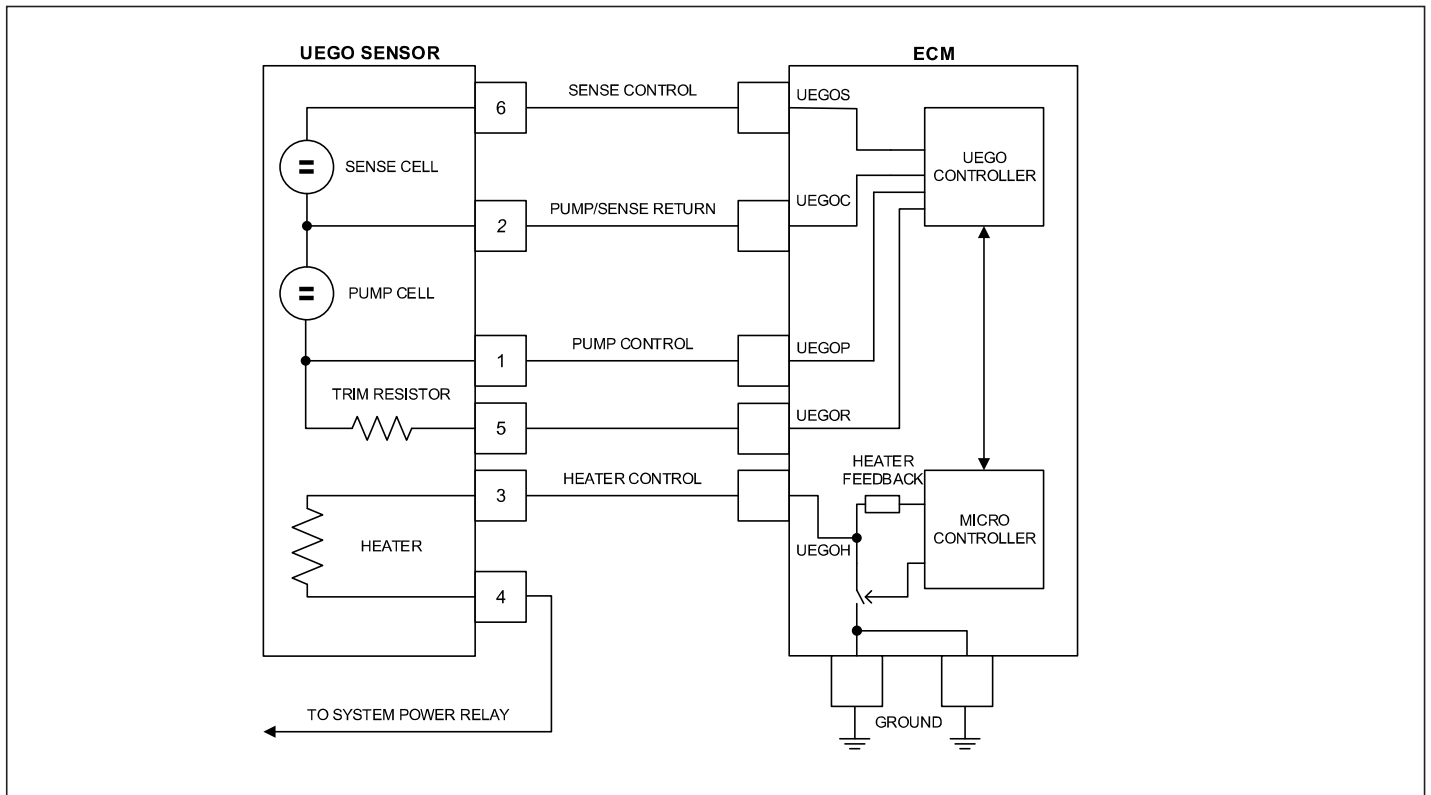 UEGO SENSOR
ECM
6
SENSE CONTROL
UEGOS
SENSE CELL
UEGO
CONTROLLER
2
PUMP/SENSE RETURN
UEGOC
PUMP CELL
1
PUMP CONTROL
UEGOP
TRIM RESISTOR
5
UEGOR
3
HEATER CONTROL
HEATER
FEEDBACK
UEGOH
MICRO
CONTROLLER
HEATER
4
TO SYSTEM POWER RELAY
GROUND